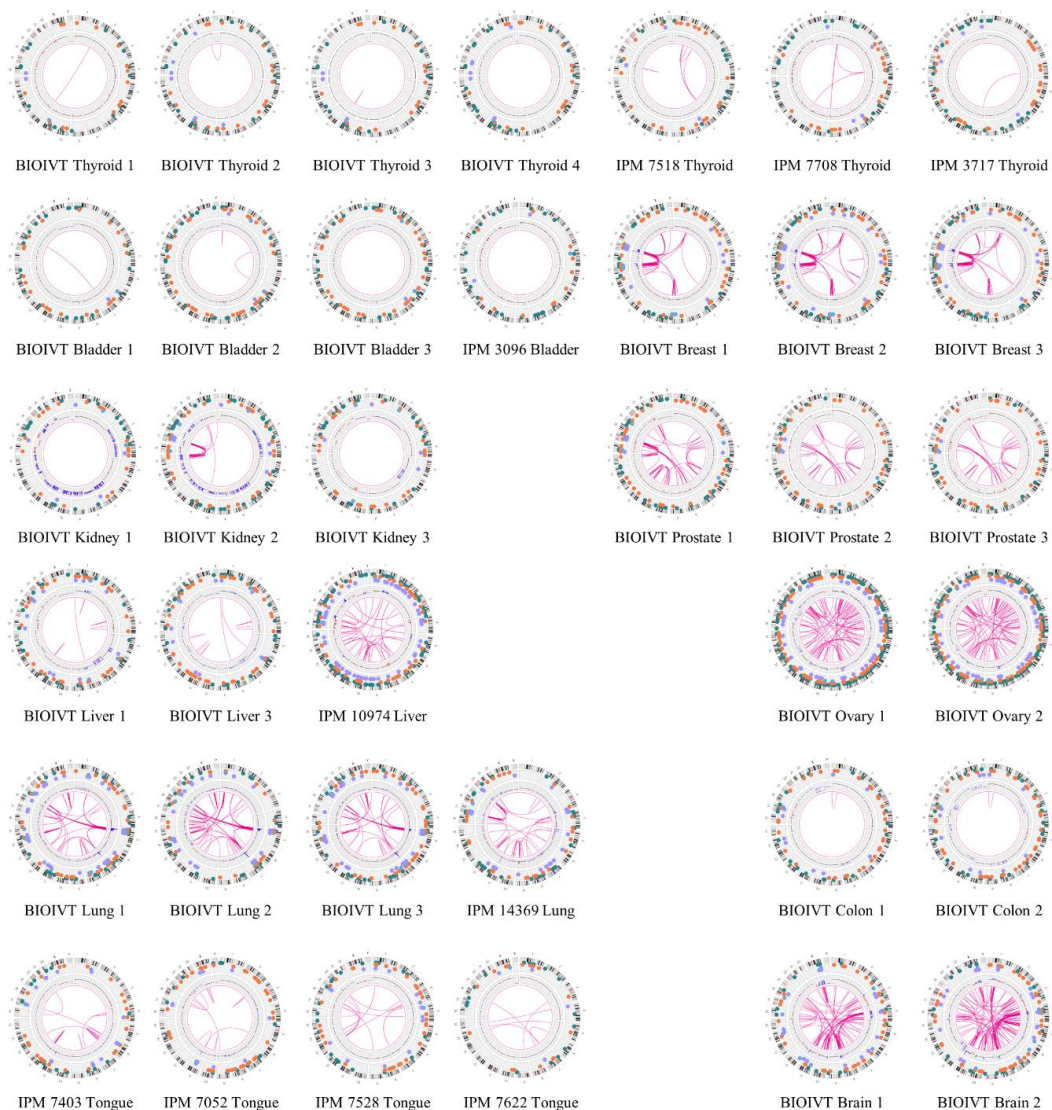 BIOIVT Thyroid 1 BIOIVT Thyroid 2 BIOIVT Thyroid 3 BIOIVT Thyroid 4 IPM 7518 Thyroid IPM 7708 Thyroid IPM 3717 Thyroid
BIOIVT Bladder 1 BIOIVT Bladder 2 BIOIVT Bladder 3 IPM 3096 Bladder BIOIVT Breast 1 BIOIVT Breast 2 BIOIVT Breast 3
BIOIVT Kidney 1 BIOIVT Kidney 2 BIOIVT Kidney 3 BIOIVT Prostate 1 BIOIVT Prostate 2 BIOIVT Prostate 3
BIOIVT Liver 1 BIOIVT Liver 3 IPM 10974 Liver BIOIVT Ovary 1 BIOIVT Ovary 2
BIOIVT Lung 1 BIOIVT Lung 2 BIOIVT Lung 3 IPM 14369 Lung BIOIVT Colon 1 BIOIVT Colon 2
IPM 7403 Tongue IPM 7052 Tongue IPM 7528 Tongue IPM 7622 Tongue BIOIVT Brain 1 BIOIVT Brain 2